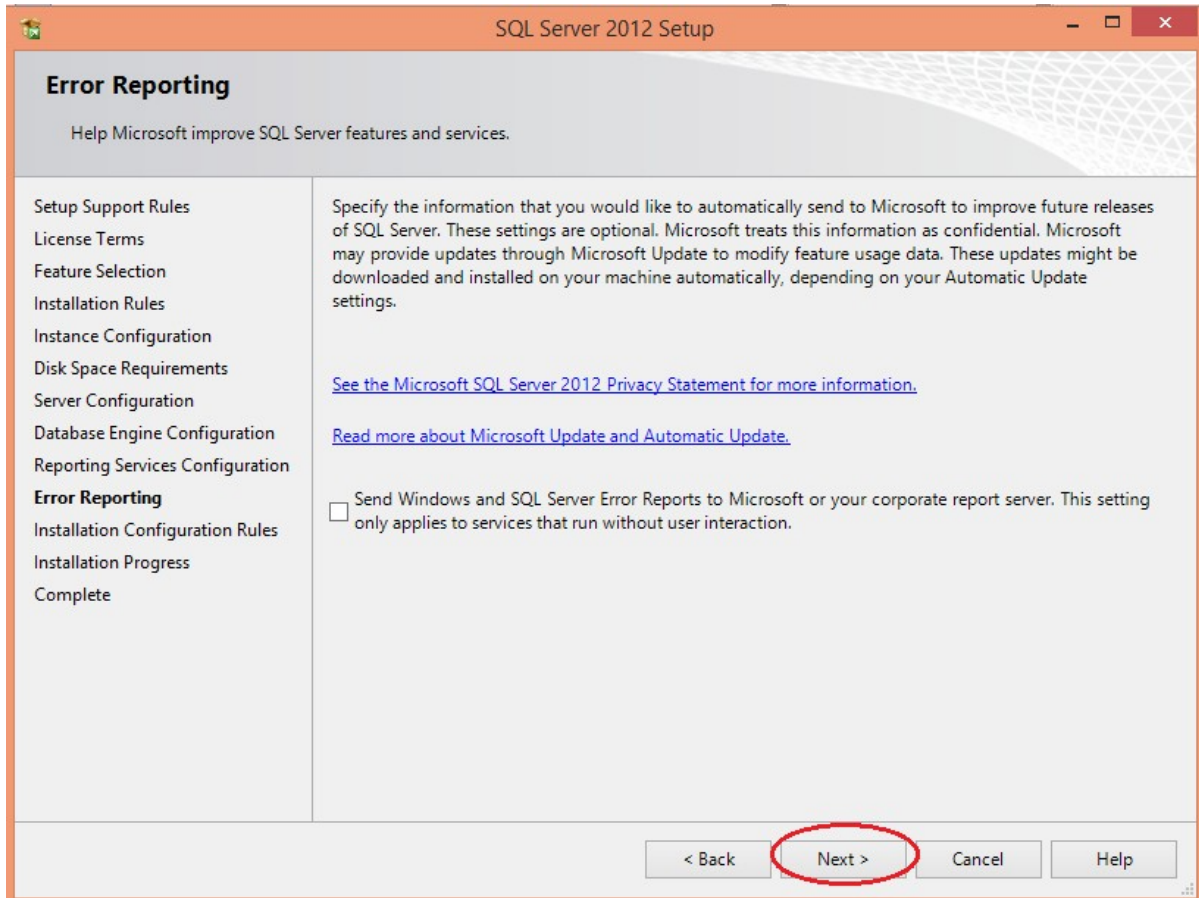 SQL Server 2012 Setup
Error Reporting
Help Microsoft improve SQL Server features and services.
Setup Support Rules
License Terms
Feature Selection
Installation Rules
Instance Configuration
Disk Space Requirements
Server Configuration
Database Engine Configuration
Reporting Services Configuration
Error Reporting
Installation Configuration Rules
Installation Progress
Complete
Specify the information that you would like to automatically send to Microsoft to improve future releases
of SQL Server. These settings are optional. Microsoft treats this information as confidential. Microsoft
may provide updates through Microsoft Update to modify feature usage data. These updates might be
downloaded and installed on your machine automatically, depending on your Automatic Update
settings.
See the Microsoft SQL Server 2012 Privacy Statement for more information.
Read more about Microsoft Update and Automatic Update.
Send Windows and SQL Server Error Reports to Microsoft or your corporate report server. This setting
only applies to services that run without user interaction.
< Back Next > Cancel Help